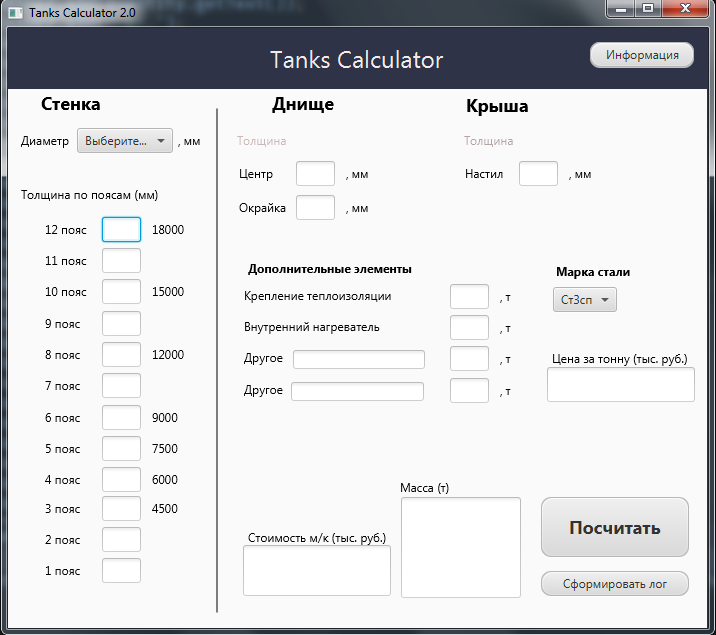 Tanks Calculator 2.0
Tanks Calculator
Информация
Стенка
Диаметр Выберите... , мм
Толщина по поясам (мм)
12 пояс 18000
11 пояс
10 пояс 15000
9 пояс
8 пояс 12000
7 пояс
6 пояс 9000
5 пояс 7500
4 пояс 6000
3 пояс 4500
2 пояс
1 пояс
Днище
Толщина
Центр , мм
Окрайка , мм
Крыша
Толщина
Настил , мм
Дополнительные элементы
Крепление теплоизоляции , т
Внутренний нагреватель , т
Другое , т
Другое , т
Марка стали
Ст3сп
Цена за тонну (тыс. руб.)
Стоимость м/к (тыс. руб.)
Масса (т)
Посчитать
Сформировать лог